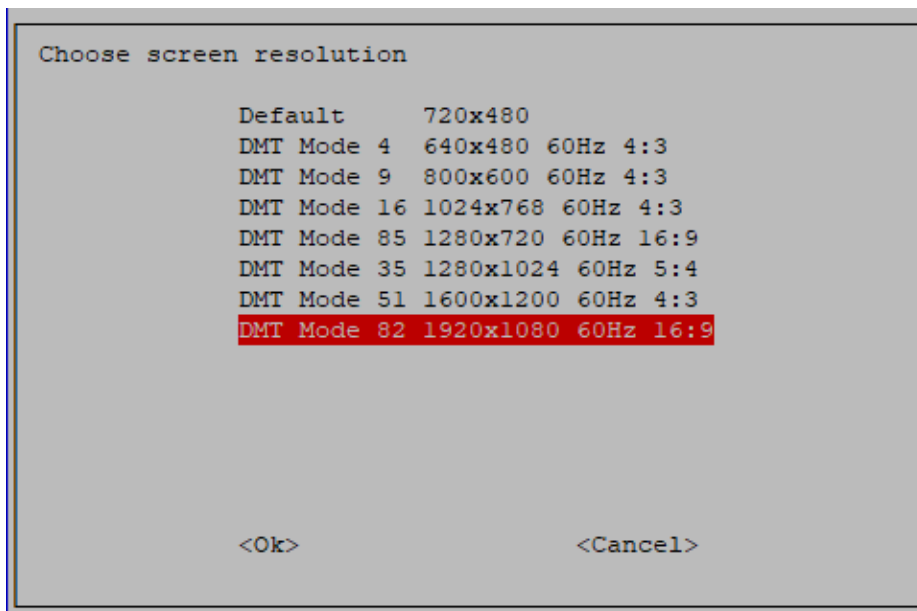 Choose screen resolution
Default 720x480
DMT Mode 4 640x480 60Hz 4:3
DMT Mode 9 800x600 60Hz 4:3
DMT Mode 16 1024x768 60Hz 4:3
DMT Mode 85 1280x720 60Hz 16:9
DMT Mode 35 1280x1024 60Hz 5:4
DMT Mode 51 1600x1200 60Hz 4:3
DMT Mode 82 1920x1080 60Hz 16:9
<Ok> <Cancel>